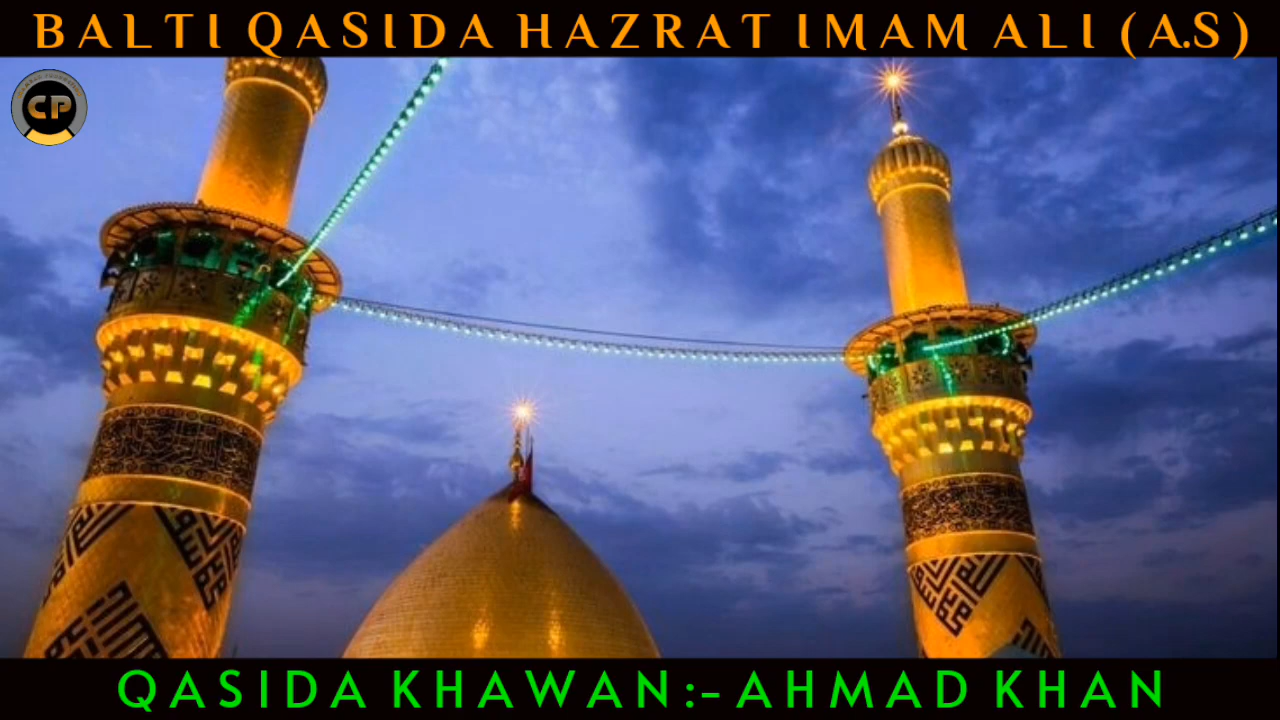 BALTI QASIDA HAZRAT IMAM ALI (A.S)
CP
QASIDA KHAWAN:- AHMAD KHAN